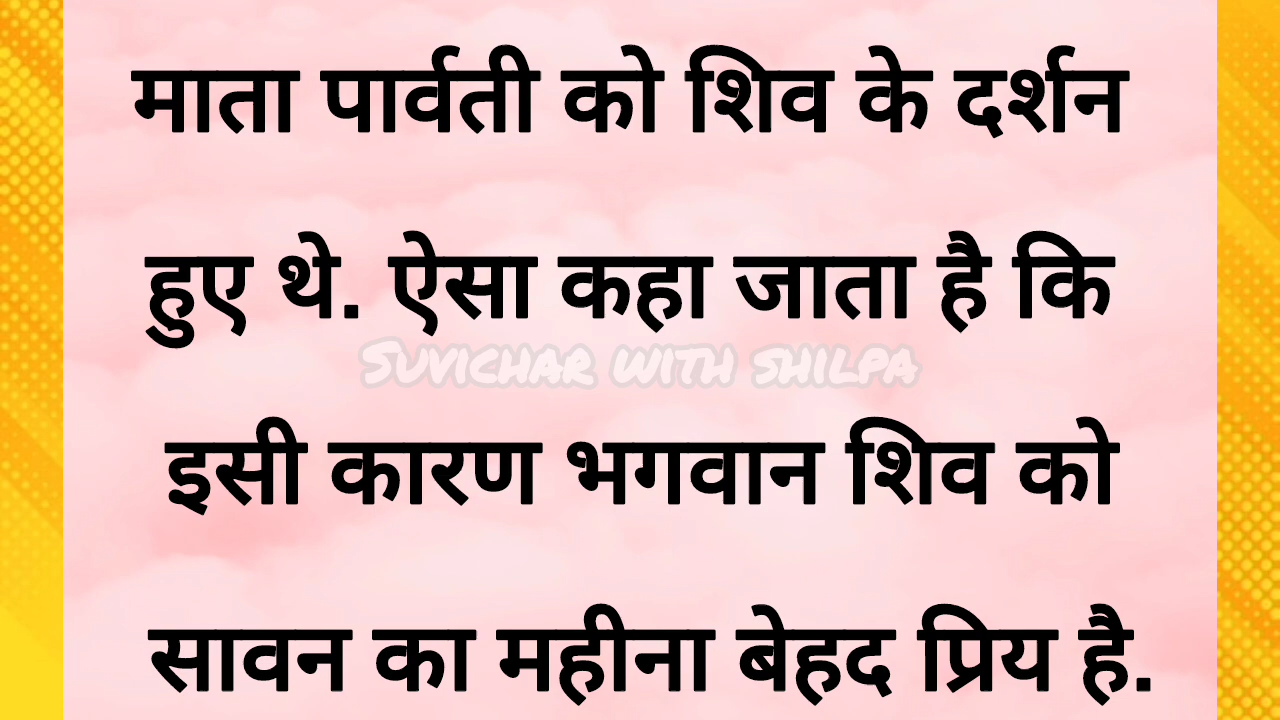 माता पार्वती को शिव के दर्शन
हुए थे. ऐसा कहा जाता है कि
Suvichar with shilpa
इसी कारण भगवान शिव को
सावन का महीना बेहद प्रिय है.